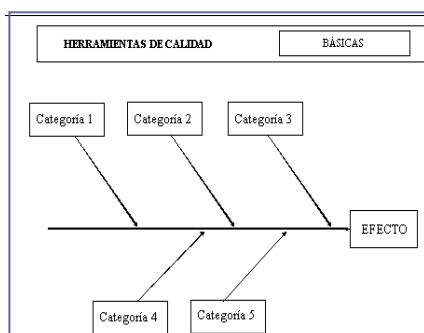 HERRAMIENTAS DE CALIDAD
BÁSICAS
Categoría 1
Categoría 2
Categoría 3
EFECTO
Categoría 4
Categoría 5